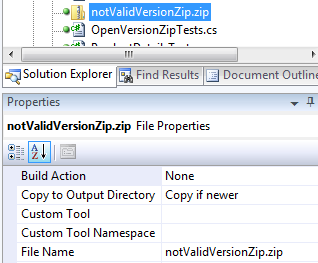 notValidVersionZip.zip
OpenVersionZipTests.cs
Solution Explorer Find Results Document Outline
Properties
notValidVersionZip.zip File Properties
Build Action None
Copy to Output Directory Copy if newer
Custom Tool
Custom Tool Namespace
File Name notValidVersionZip.zip